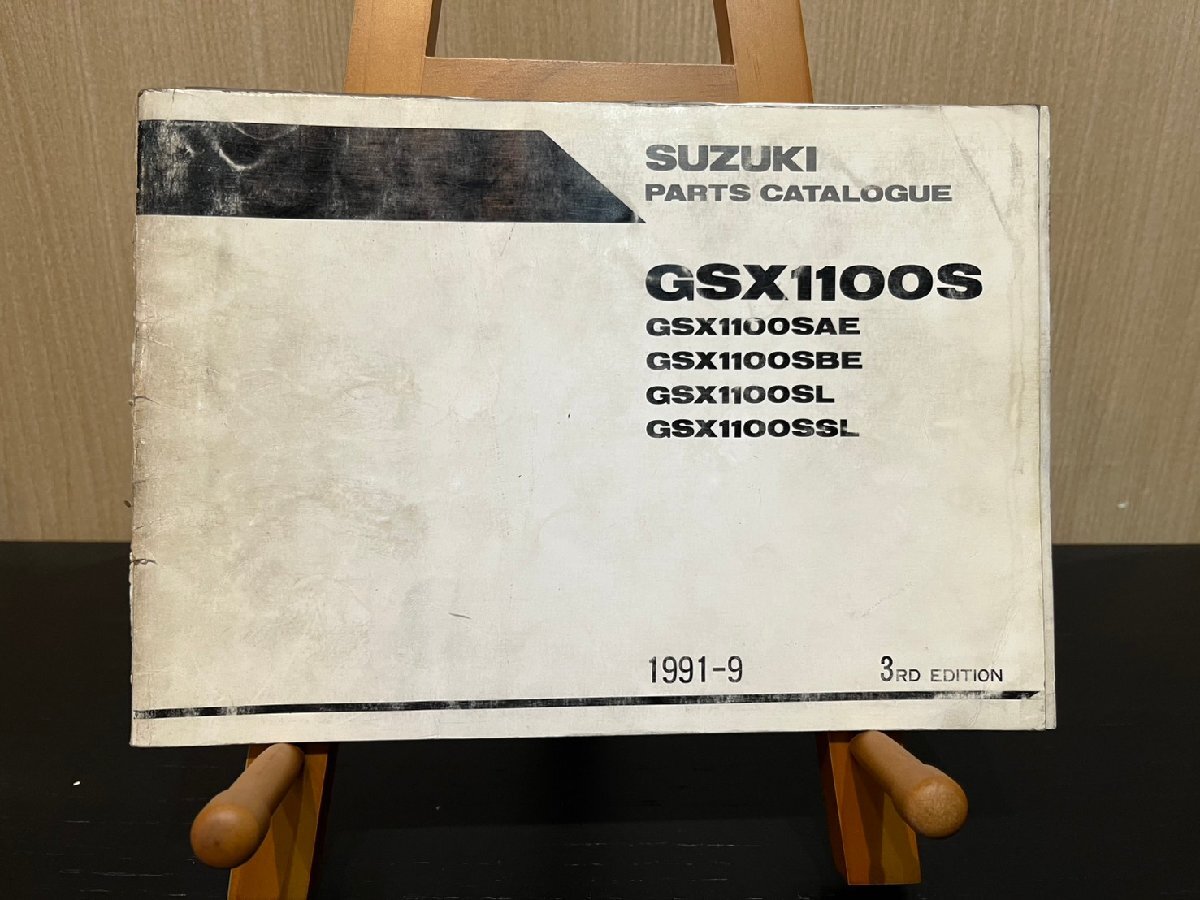 SUZUKI
PARTS CATALOGUE
GSX1100S
GSX1100SAE
GSX1100SBE
GSX1100SL
GSX1100SSL
1991-9 3RD EDITION